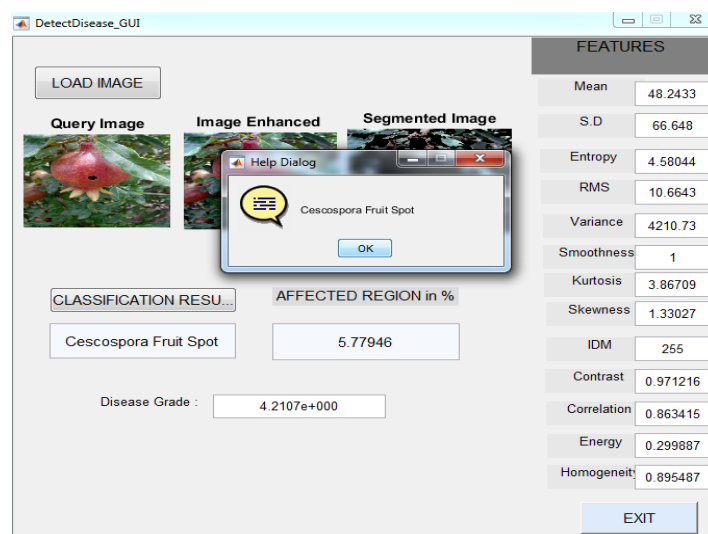 DetectDisease_GUI
FEATURES
LOAD IMAGE
Query Image
Image Enhanced
Segmented Image
Help Dialog
Cescospora Fruit Spot
OK
CLASSIFICATION RESU...
AFFECTED REGION in %
Cescospora Fruit Spot
5.77946
Disease Grade :
4.2107e+000
Mean 48.2433
S.D 66.648
Entropy 4.58044
RMS 10.6643
Variance 4210.73
Smoothness 1
Kurtosis 3.86709
Skewness 1.33027
IDM 255
Contrast 0.971216
Correlation 0.863415
Energy 0.299887
Homogeneity 0.895487
EXIT